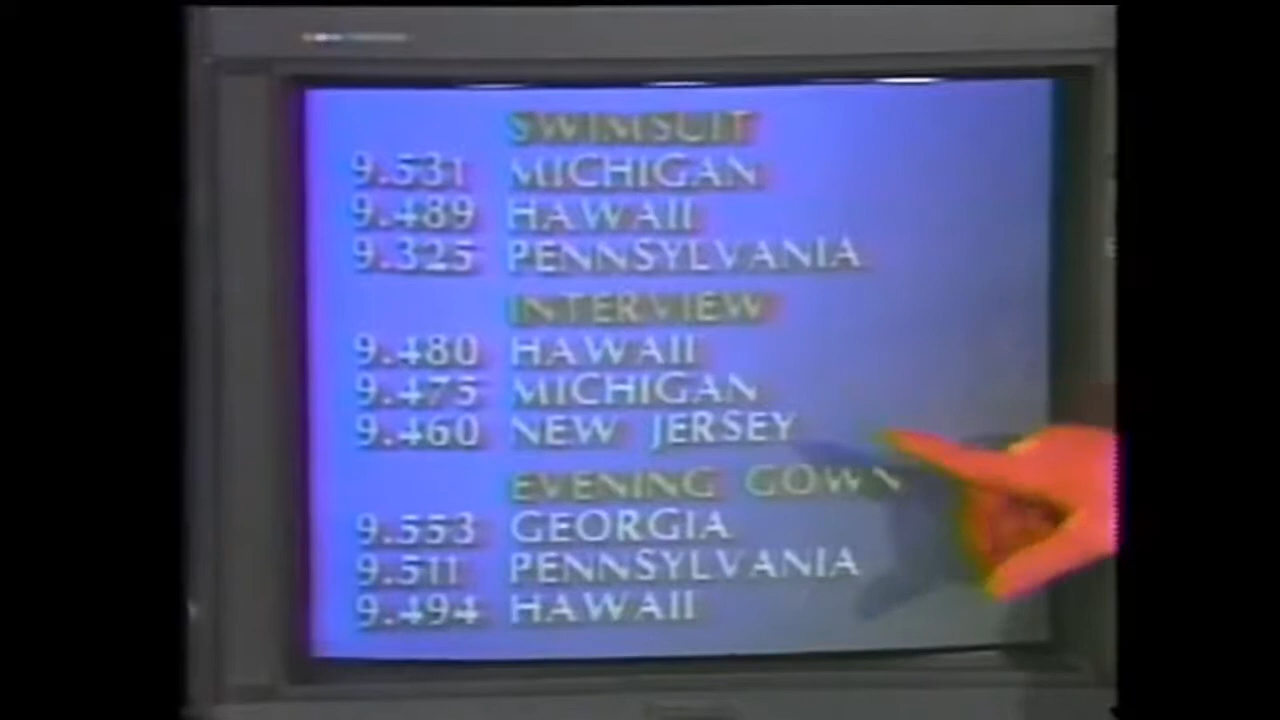 SWIMSUIT
9.531 MICHIGAN
9.489 HAWAII
9.325 PENNSYLVANIA
INTERVIEW
9.480 HAWAII
9.475 MICHIGAN
9.460 NEW JERSEY
EVENING GOWN
9.553 GEORGIA
9.511 PENNSYLVANIA
9.494 HAWAII